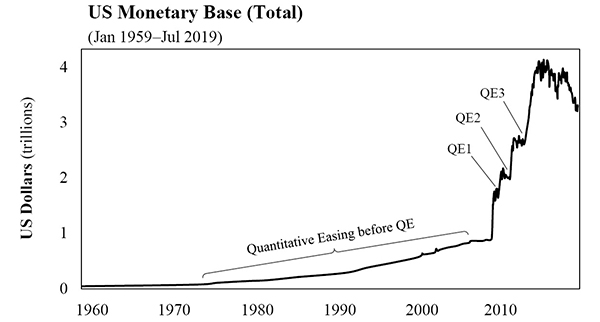 US Monetary Base (Total)
(Jan 1959–Jul 2019)
US Dollars (trillions)
4
3
2
1
0
QE3
QE2
QE1
Quantitative Easing before QE
1960 1970 1980 1990 2000 2010